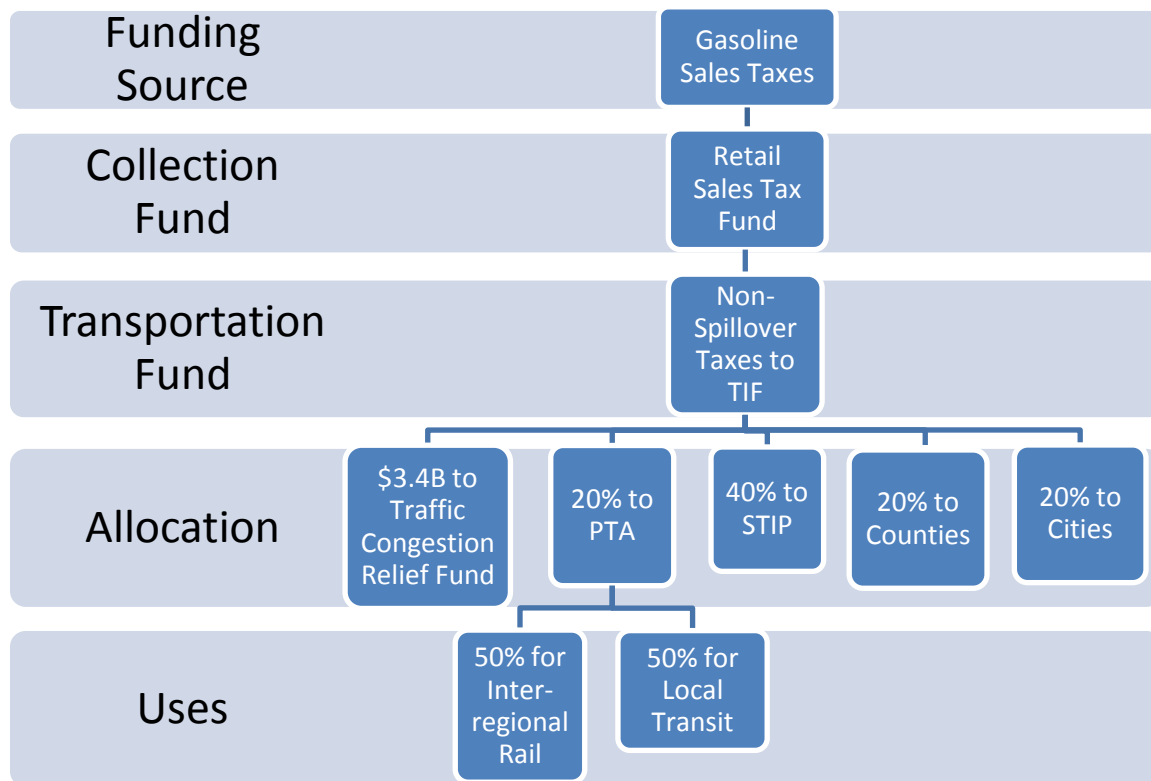 Funding
Source
Gasoline
Sales Taxes
Collection
Fund
Retail
Sales Tax
Fund
Transportation
Fund
Non-
Spillover
Taxes to
TIF
Allocation
$3.4B to
Traffic
Congestion
Relief Fund
20% to
PTA
40% to
STIP
20% to
Counties
20% to
Cities
Uses
50% for
Inter-
regional
Rail
50% for
Local
Transit